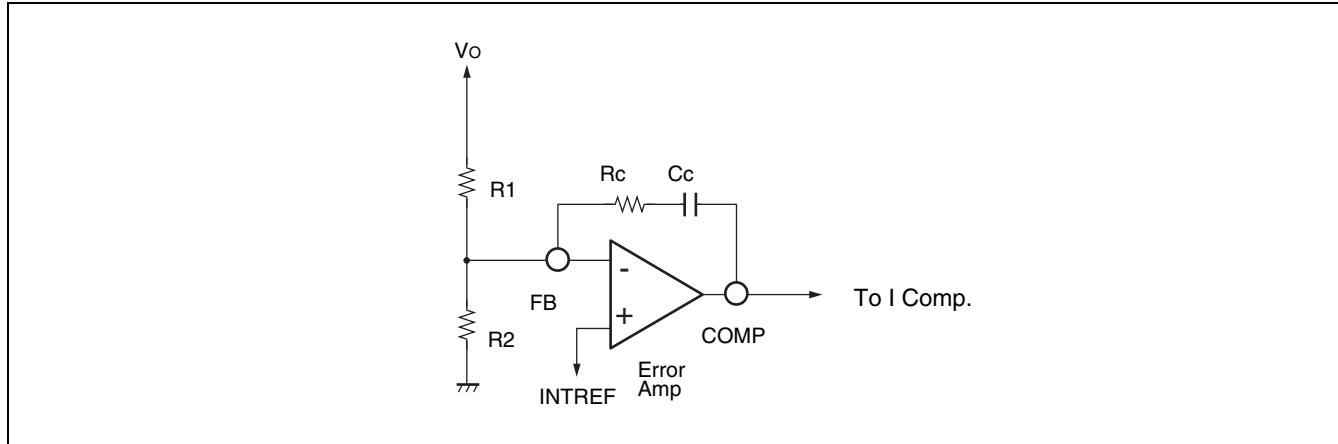 Vo
R1
Rc
Cc
-
+
FB
R2
INTREF
Error
Amp
COMP
To I Comp.